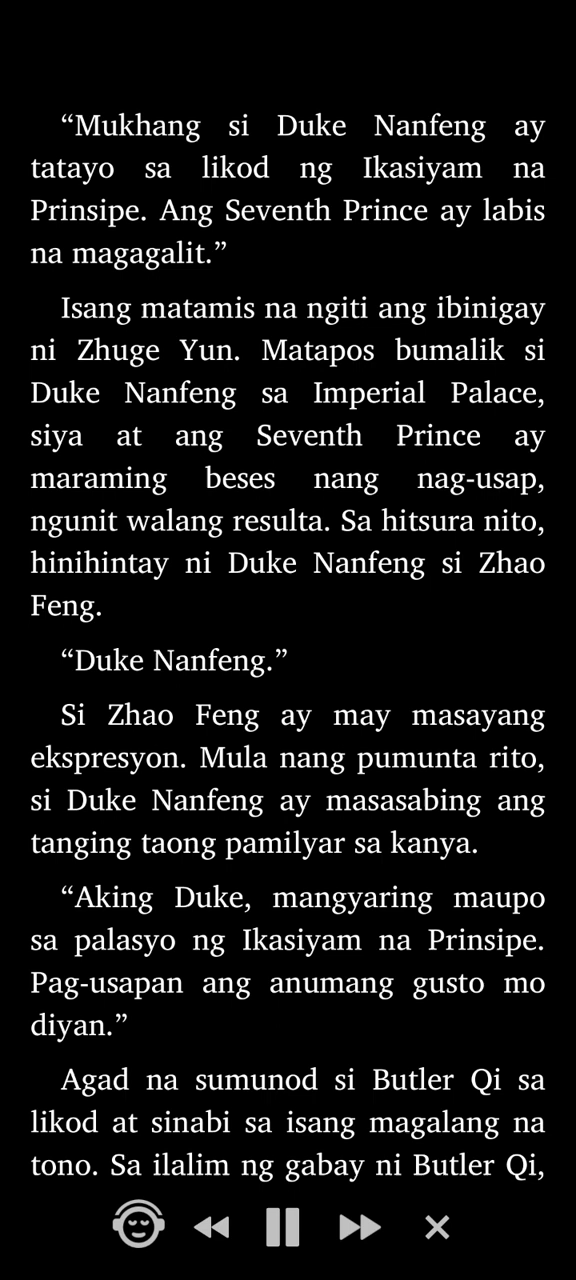 “Mukhang si Duke Nanfeng ay
tatayo sa likod ng Ikasiyam na
Prinsipe. Ang Seventh Prince ay labis
na magagalit.”
Isang matamis na ngiti ang ibinigay
ni Zhuge Yun. Matapos bumalik si
Duke Nanfeng sa Imperial Palace,
siya at ang Seventh Prince ay
maraming beses nang nag-usap,
ngunit walang resulta. Sa hitsura nito,
hinihintay ni Duke Nanfeng si Zhao
Feng.
“Duke Nanfeng.”
Si Zhao Feng ay may masayang
ekspresyon. Mula nang pumunta rito,
si Duke Nanfeng ay masasabing ang
tanging taong pamilyar sa kanya.
“Aking Duke, mangyaring maupo
sa palasyo ng Ikasiyam na Prinsipe.
Pag-usapan ang anumang gusto mo
diyan.”
Agad na sumunod si Butler Qi sa
likod at sinabi sa isang magalang na
tono. Sa ilalim ng gabay ni Butler Qi,